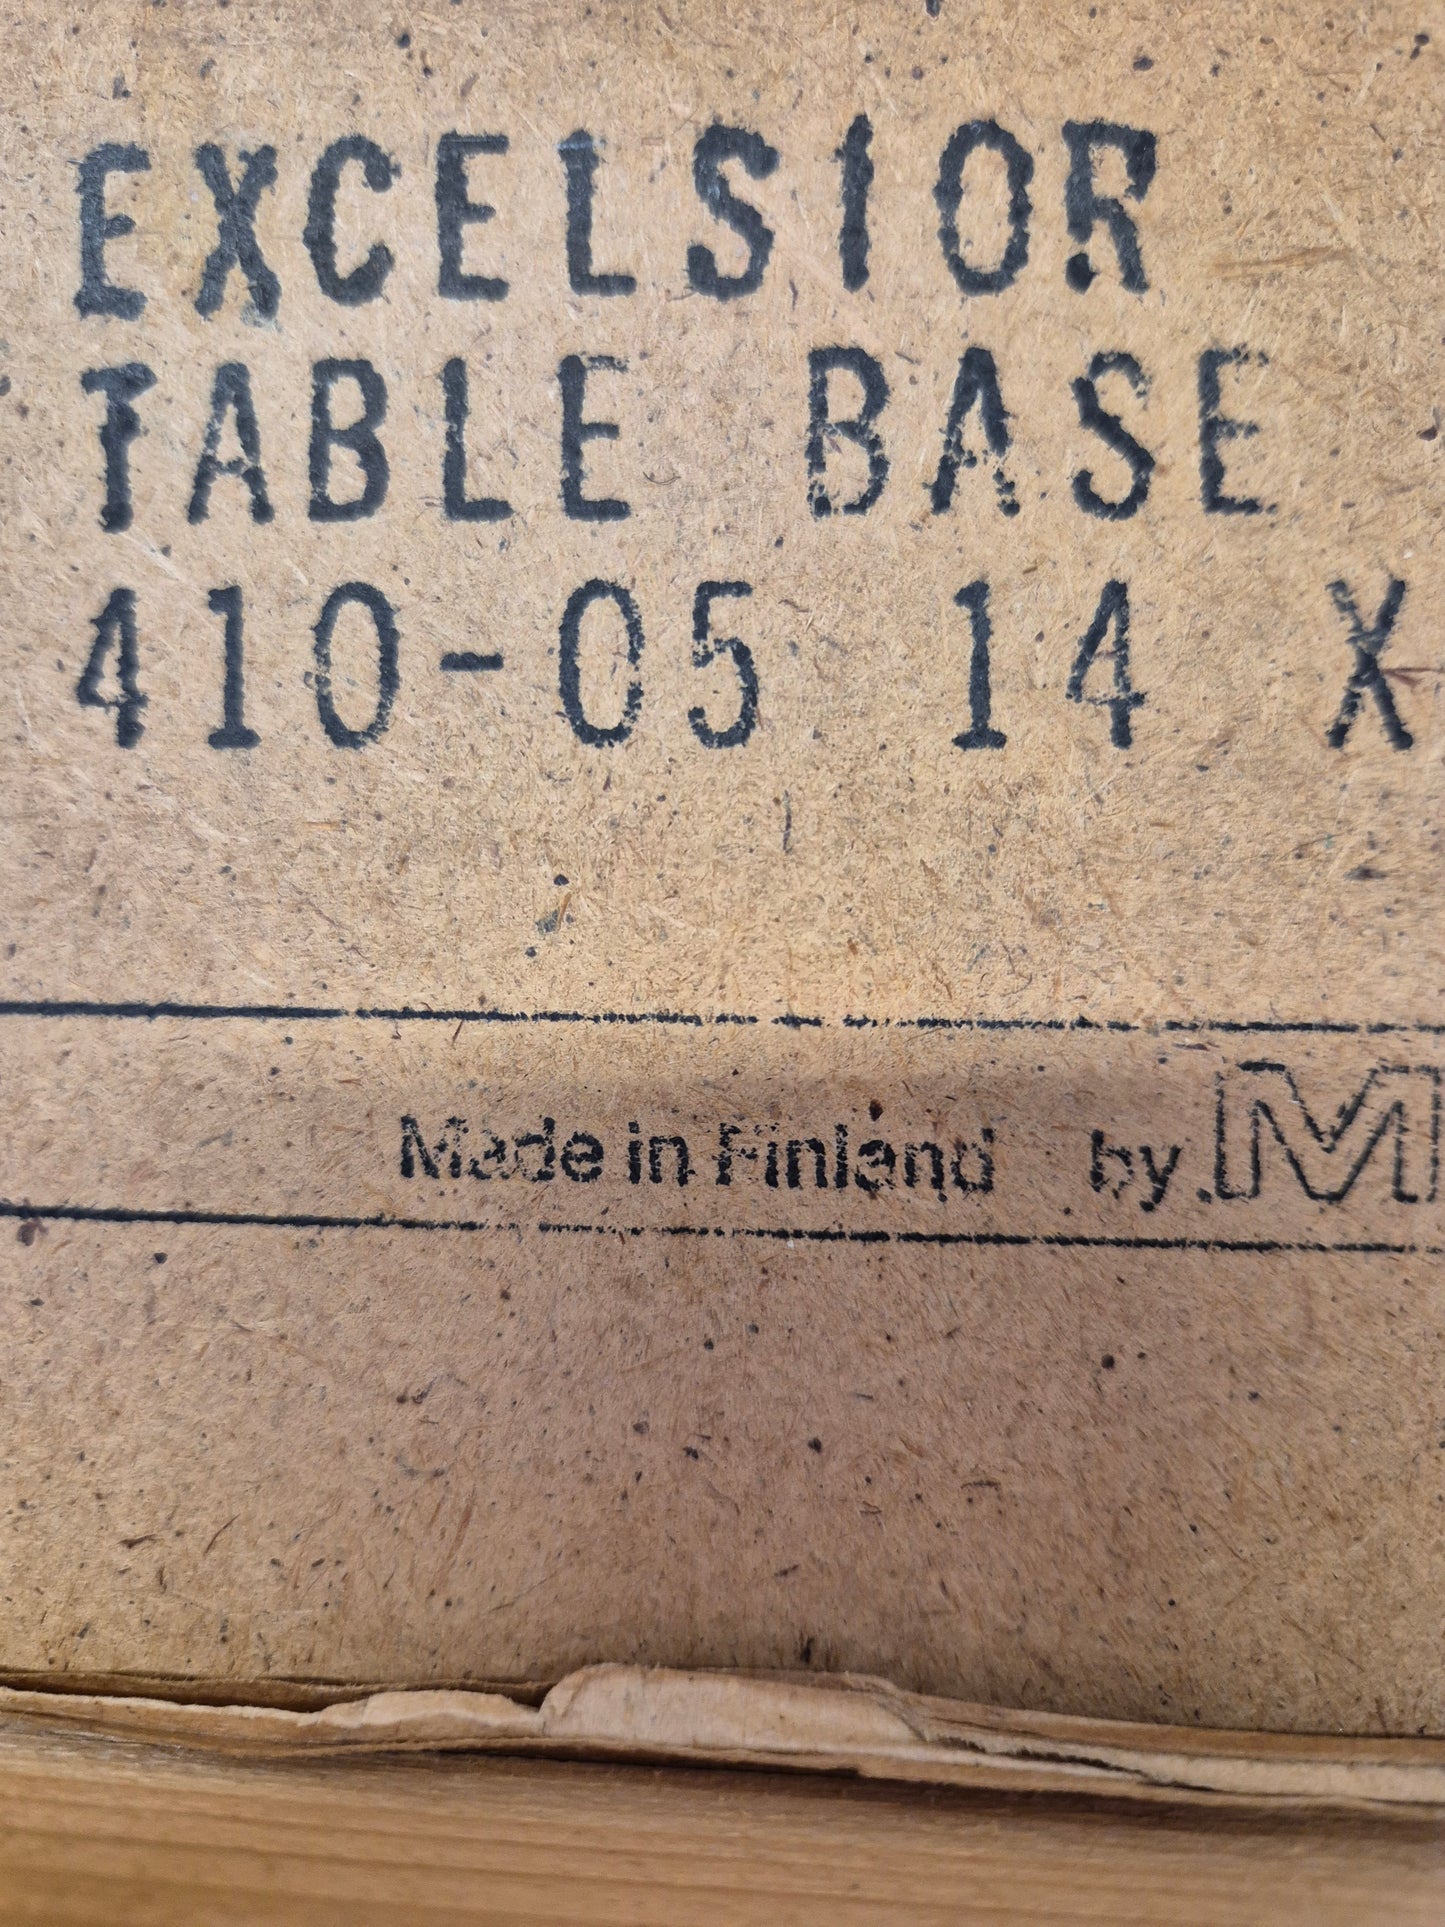 EXCELSIOR
TABLE BASE
410-05 14 X
Made in Finland by M